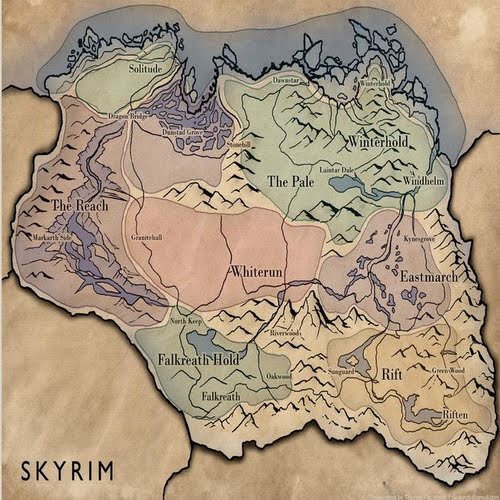 Solitude
Dawnstar
Winterhold
Dragon Bridge
Dunstad Grove
Stonehill
Winterhold
Laintar Dale
The Pale
Windhelm
The Reach
Markarth Side
Granitehall
Kynesgrove
Whiterun
Eastmarch
North Keep
Riverwood
Falkreath Hold
Sunguard
Rift
Green Wood
Oakwood
Falkreath
Riften
SKYRIM